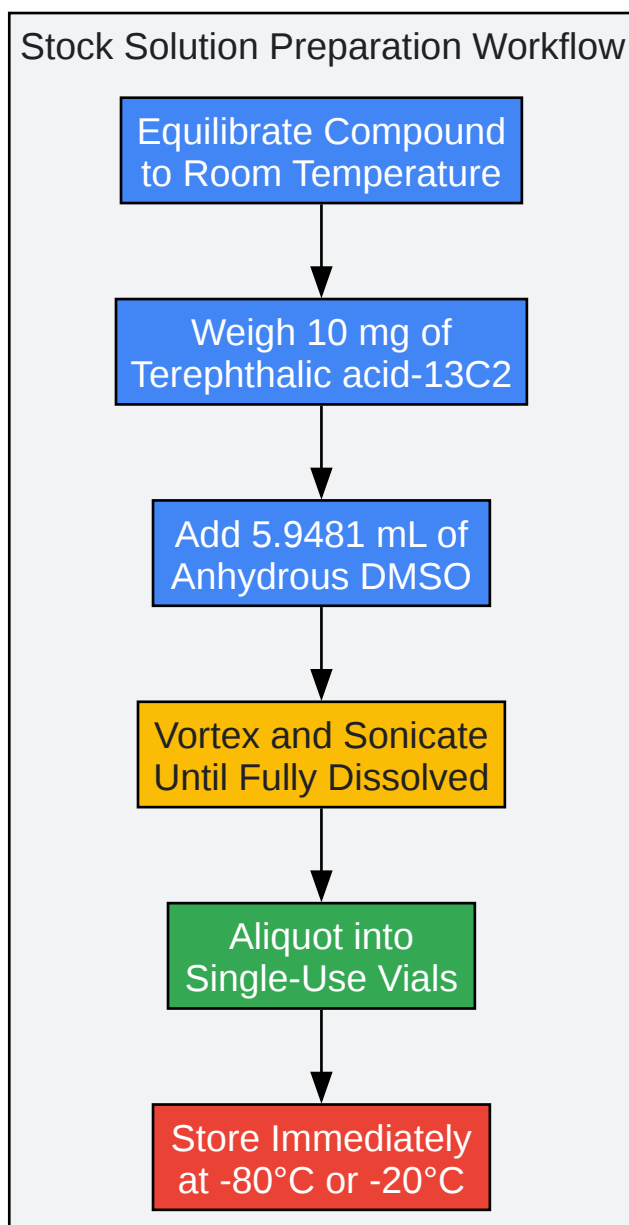 Stock Solution Preparation Workflow
Equilibrate Compound
to Room Temperature
Weigh 10 mg of
Terephthalic acid-13C2
Add 5.9481 mL of
Anhydrous DMSO
Vortex and Sonicate
Until Fully Dissolved
Aliquot into
Single-Use Vials
Store Immediately
at -80°C or -20°C